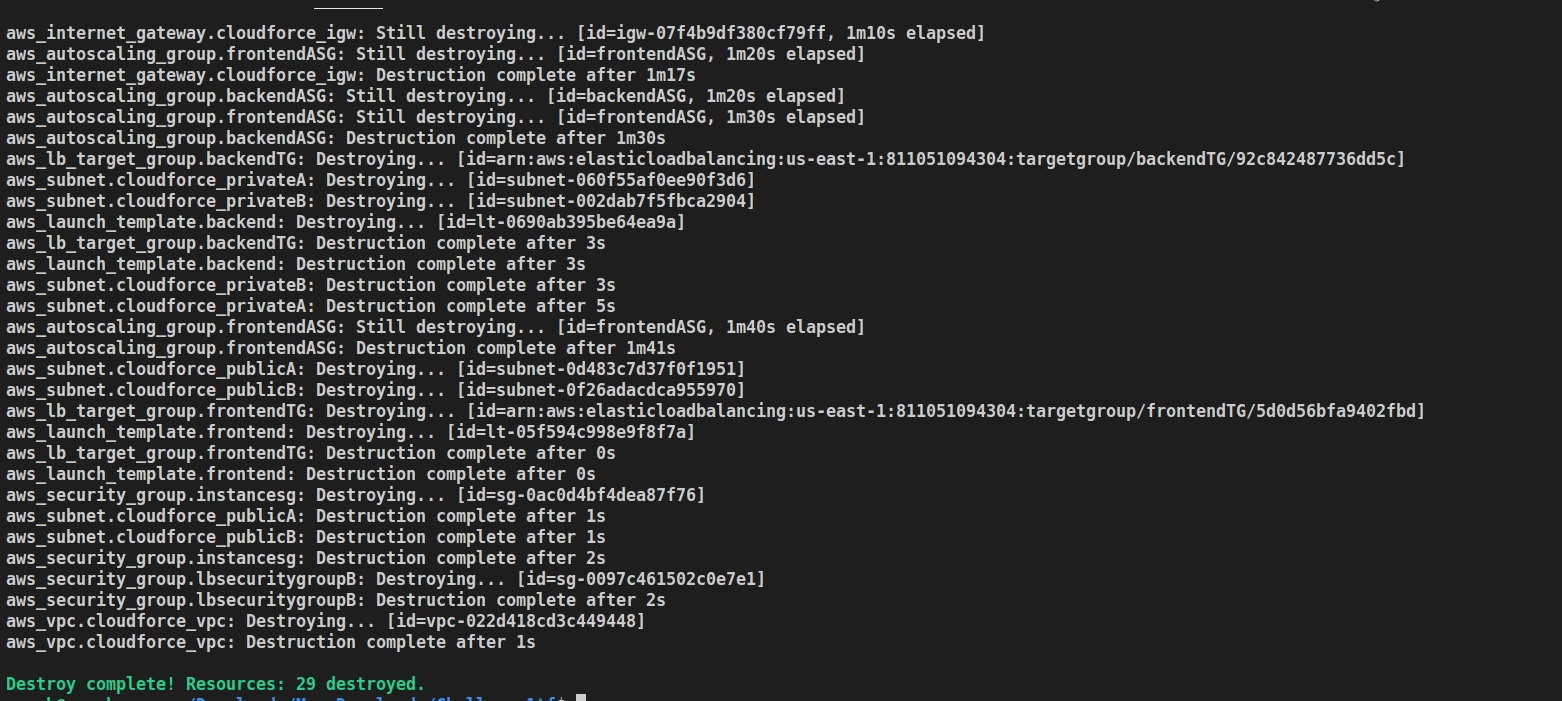 aws_internet_gateway.cloudforce_igw: Still destroying... [id=igw-07f4b9df380cf79ff, 1m10s elapsed]
aws_autoscaling_group.frontendASG: Still destroying... [id=frontendASG, 1m20s elapsed]
aws_internet_gateway.cloudforce_igw: Destruction complete after 1m17s
aws_autoscaling_group.backendASG: Still destroying... [id=backendASG, 1m20s elapsed]
aws_autoscaling_group.frontendASG: Still destroying... [id=frontendASG, 1m30s elapsed]
aws_autoscaling_group.backendASG: Destruction complete after 1m30s
aws_lb_target_group.backendTG: Destroying... [id=arn:aws:elasticloadbalancing:us-east-1:811051094304:targetgroup/backendTG/92c842487736dd5c]
aws_subnet.cloudforce_privateA: Destroying... [id=subnet-060f55af0ee90f3d6]
aws_subnet.cloudforce_privateB: Destroying... [id=subnet-002dab7f5fbca2904]
aws_launch_template.backend: Destroying... [id=lt-0690ab395be64ea9a]
aws_lb_target_group.backendTG: Destruction complete after 3s
aws_launch_template.backend: Destruction complete after 3s
aws_subnet.cloudforce_privateB: Destruction complete after 3s
aws_subnet.cloudforce_privateA: Destruction complete after 5s
aws_autoscaling_group.frontendASG: Still destroying... [id=frontendASG, 1m40s elapsed]
aws_autoscaling_group.frontendASG: Destruction complete after 1m41s
aws_subnet.cloudforce_publicA: Destroying... [id=subnet-0d483c7d37f0f1951]
aws_subnet.cloudforce_publicB: Destroying... [id=subnet-0f26adacdca955970]
aws_lb_target_group.frontendTG: Destroying... [id=arn:aws:elasticloadbalancing:us-east-1:811051094304:targetgroup/frontendTG/5d0d56bfa9402fbd]
aws_launch_template.frontend: Destroying... [id=lt-05f594c998e9f8f7a]
aws_lb_target_group.frontendTG: Destruction complete after 0s
aws_launch_template.frontend: Destruction complete after 0s
aws_security_group.instancesg: Destroying... [id=sg-0ac0d4bf4dea87f76]
aws_subnet.cloudforce_publicA: Destruction complete after 1s
aws_subnet.cloudforce_publicB: Destruction complete after 1s
aws_security_group.instancesg: Destruction complete after 2s
aws_security_group.lbsecuritygroupB: Destroying... [id=sg-0097c461502c0e7e1]
aws_security_group.lbsecuritygroupB: Destruction complete after 2s
aws_vpc.cloudforce_vpc: Destroying... [id=vpc-022d418cd3c449448]
aws_vpc.cloudforce_vpc: Destruction complete after 1s
Destroy complete! Resources: 29 destroyed.